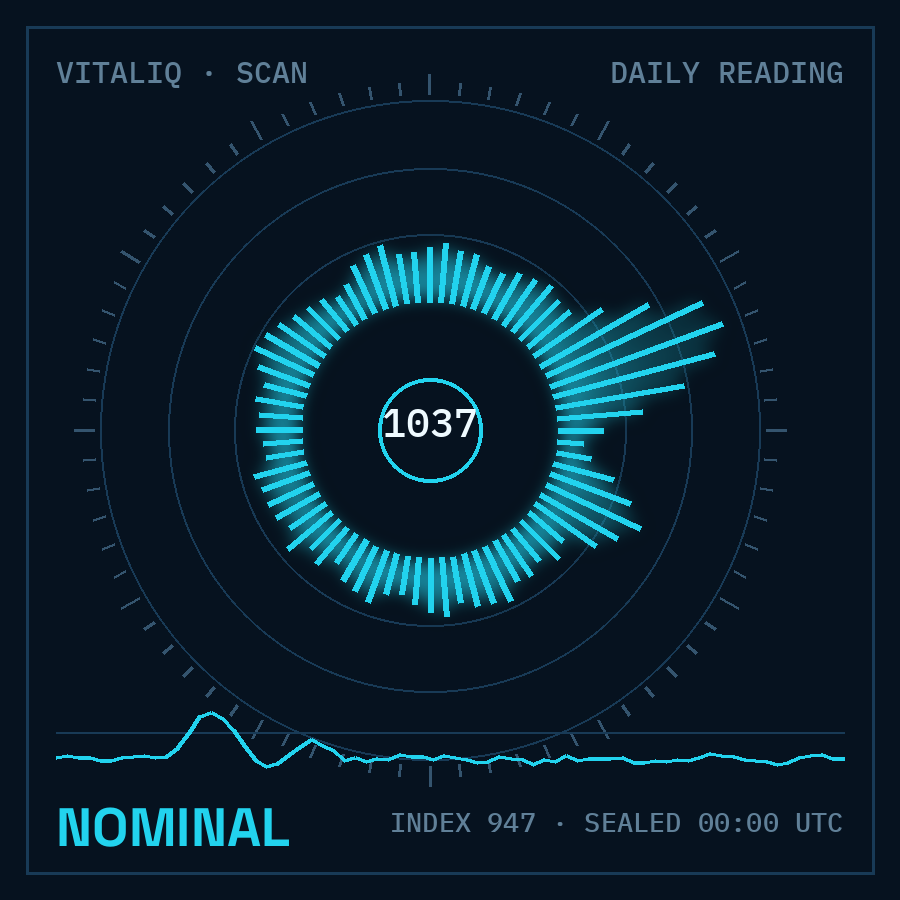 VITALIQ · SCAN
DAILY READING
1037
NOMINAL
INDEX 947 · SEALED 00:00 UTC